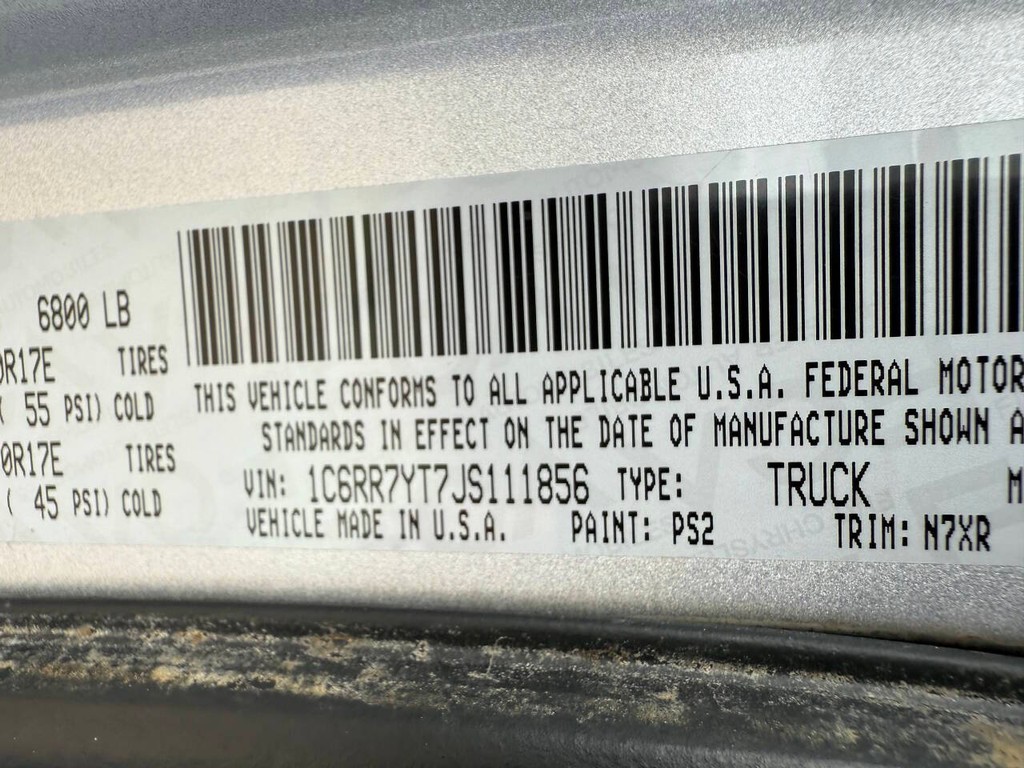 6800 LB
0R17E TIRES
( 55 PSI) COLD
0R17E TIRES
( 45 PSI) COLD
THIS VEHICLE CONFORMS TO ALL APPLICABLE U.S.A. FEDERAL MOTOR
STANDARDS IN EFFECT ON THE DATE OF MANUFACTURE SHOWN A
VIN: 1C6RR7YT7JS111856 TYPE: TRUCK M
VEHICLE MADE IN U.S.A. PAINT: PS2 TRIM: N7XR